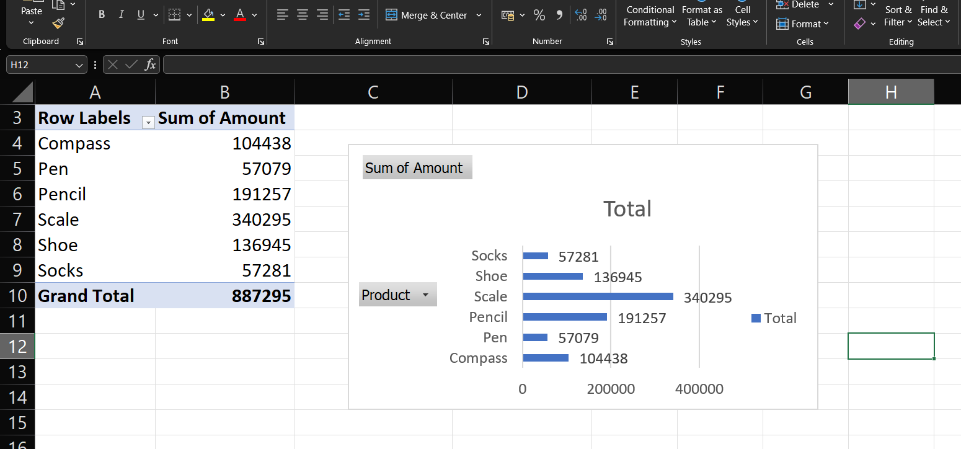 Paste
B I U A
Merge & Center
% 9
Conditional Formatting
Format as Table
Cell Styles
Delete
Format
Sort & Filter
Find & Select
Clipboard Font Alignment Number Styles Cells Editing
H12 fx
A B C D E F G H
3 Row Labels Sum of Amount
4 Compass 104438
5 Pen 57079
6 Pencil 191257
7 Scale 340295
8 Shoe 136945
9 Socks 57281
10 Grand Total 887295
11
12
13
14
15
16
Sum of Amount
Total
Product
Socks 57281
Shoe 136945
Scale 340295
Pencil 191257
Pen 57079
Compass 104438
0 200000 400000
Total